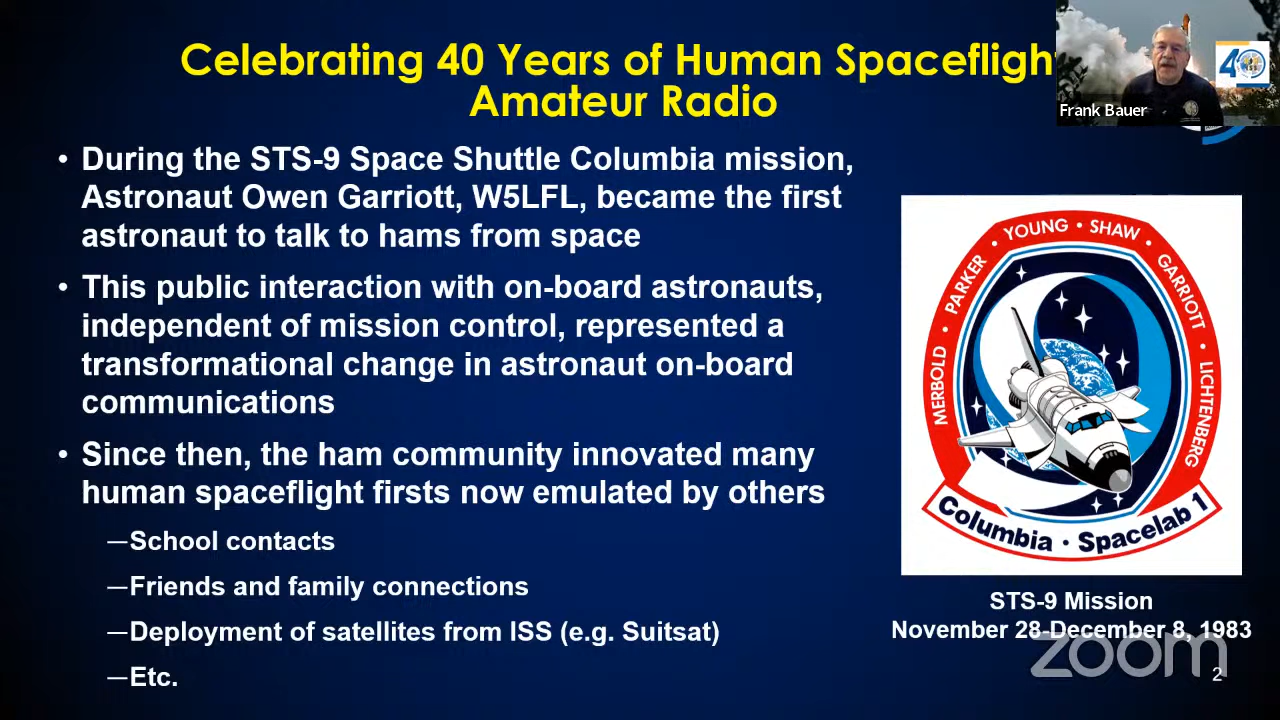 Celebrating 40 Years of Human Spaceflight
Amateur Radio
Frank Bauer
40
• During the STS-9 Space Shuttle Columbia mission,
Astronaut Owen Garriott, W5LFL, became the first
astronaut to talk to hams from space
• This public interaction with on-board astronauts,
independent of mission control, represented a
transformational change in astronaut on-board
communications
• Since then, the ham community innovated many
human spaceflight firsts now emulated by others
—School contacts
—Friends and family connections
—Deployment of satellites from ISS (e.g. Suitsat)
—Etc.
MERBOLD • PARKER • YOUNG • SHAW • GARRIOTT • LICHTENBERG
Columbia • Spacelab 1
STS-9 Mission
November 28-December 8, 1983
zoom
2